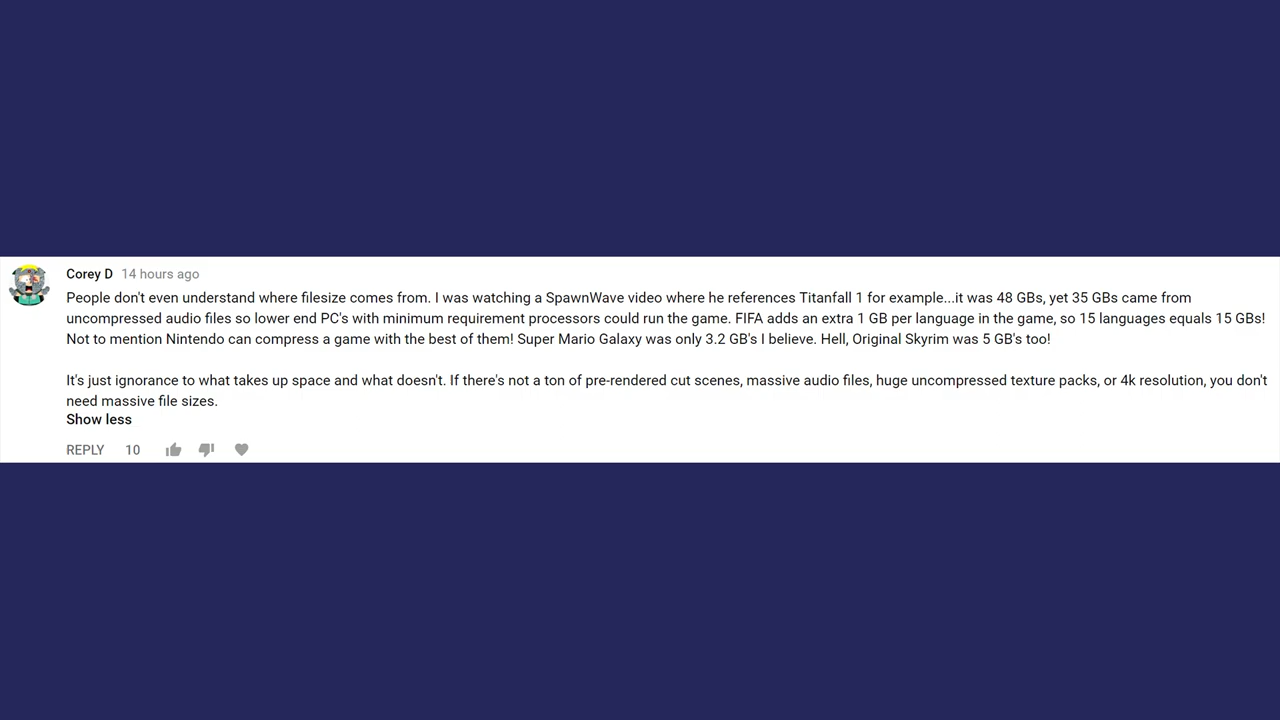 Corey D 14 hours ago
People don't even understand where filesize comes from. I was watching a SpawnWave video where he references Titanfall 1 for example...it was 48 GBs, yet 35 GBs came from
uncompressed audio files so lower end PC's with minimum requirement processors could run the game. FIFA adds an extra 1 GB per language in the game, so 15 languages equals 15 GBs!
Not to mention Nintendo can compress a game with the best of them! Super Mario Galaxy was only 3.2 GB's I believe. Hell, Original Skyrim was 5 GB's too!
It's just ignorance to what takes up space and what doesn't. If there's not a ton of pre-rendered cut scenes, massive audio files, huge uncompressed texture packs, or 4k resolution, you don't
need massive file sizes.
Show less
REPLY 10